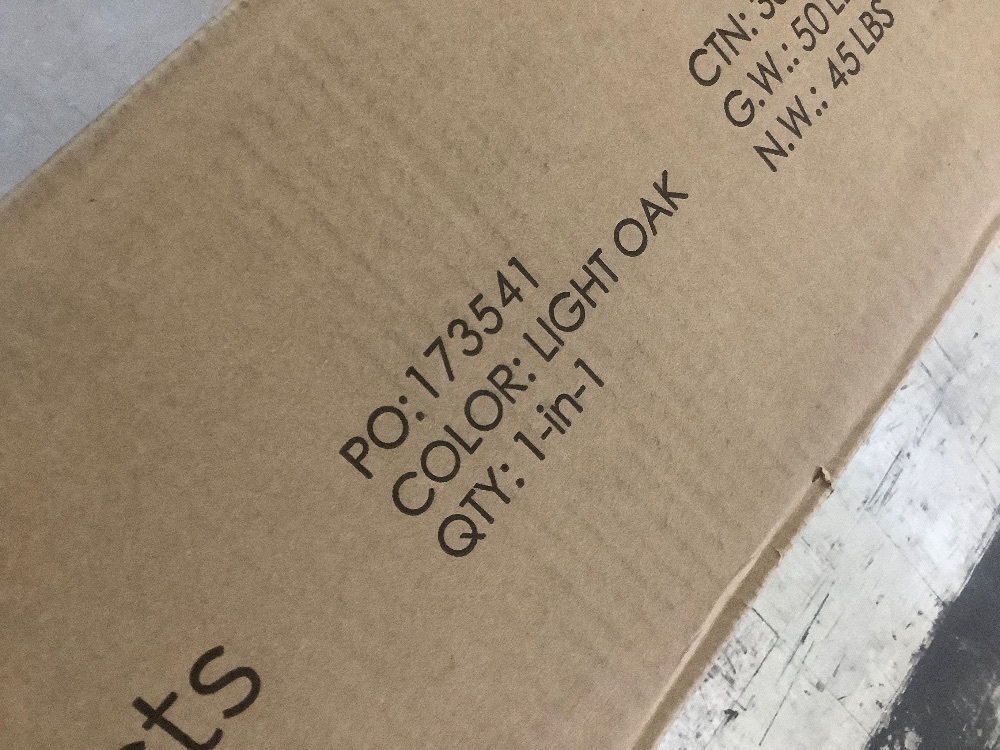 PO: 173541
COLOR: LIGHT OAK
QTY: 1-in-1
CTN:
G.W.: 50
N.W.: 45 LBS